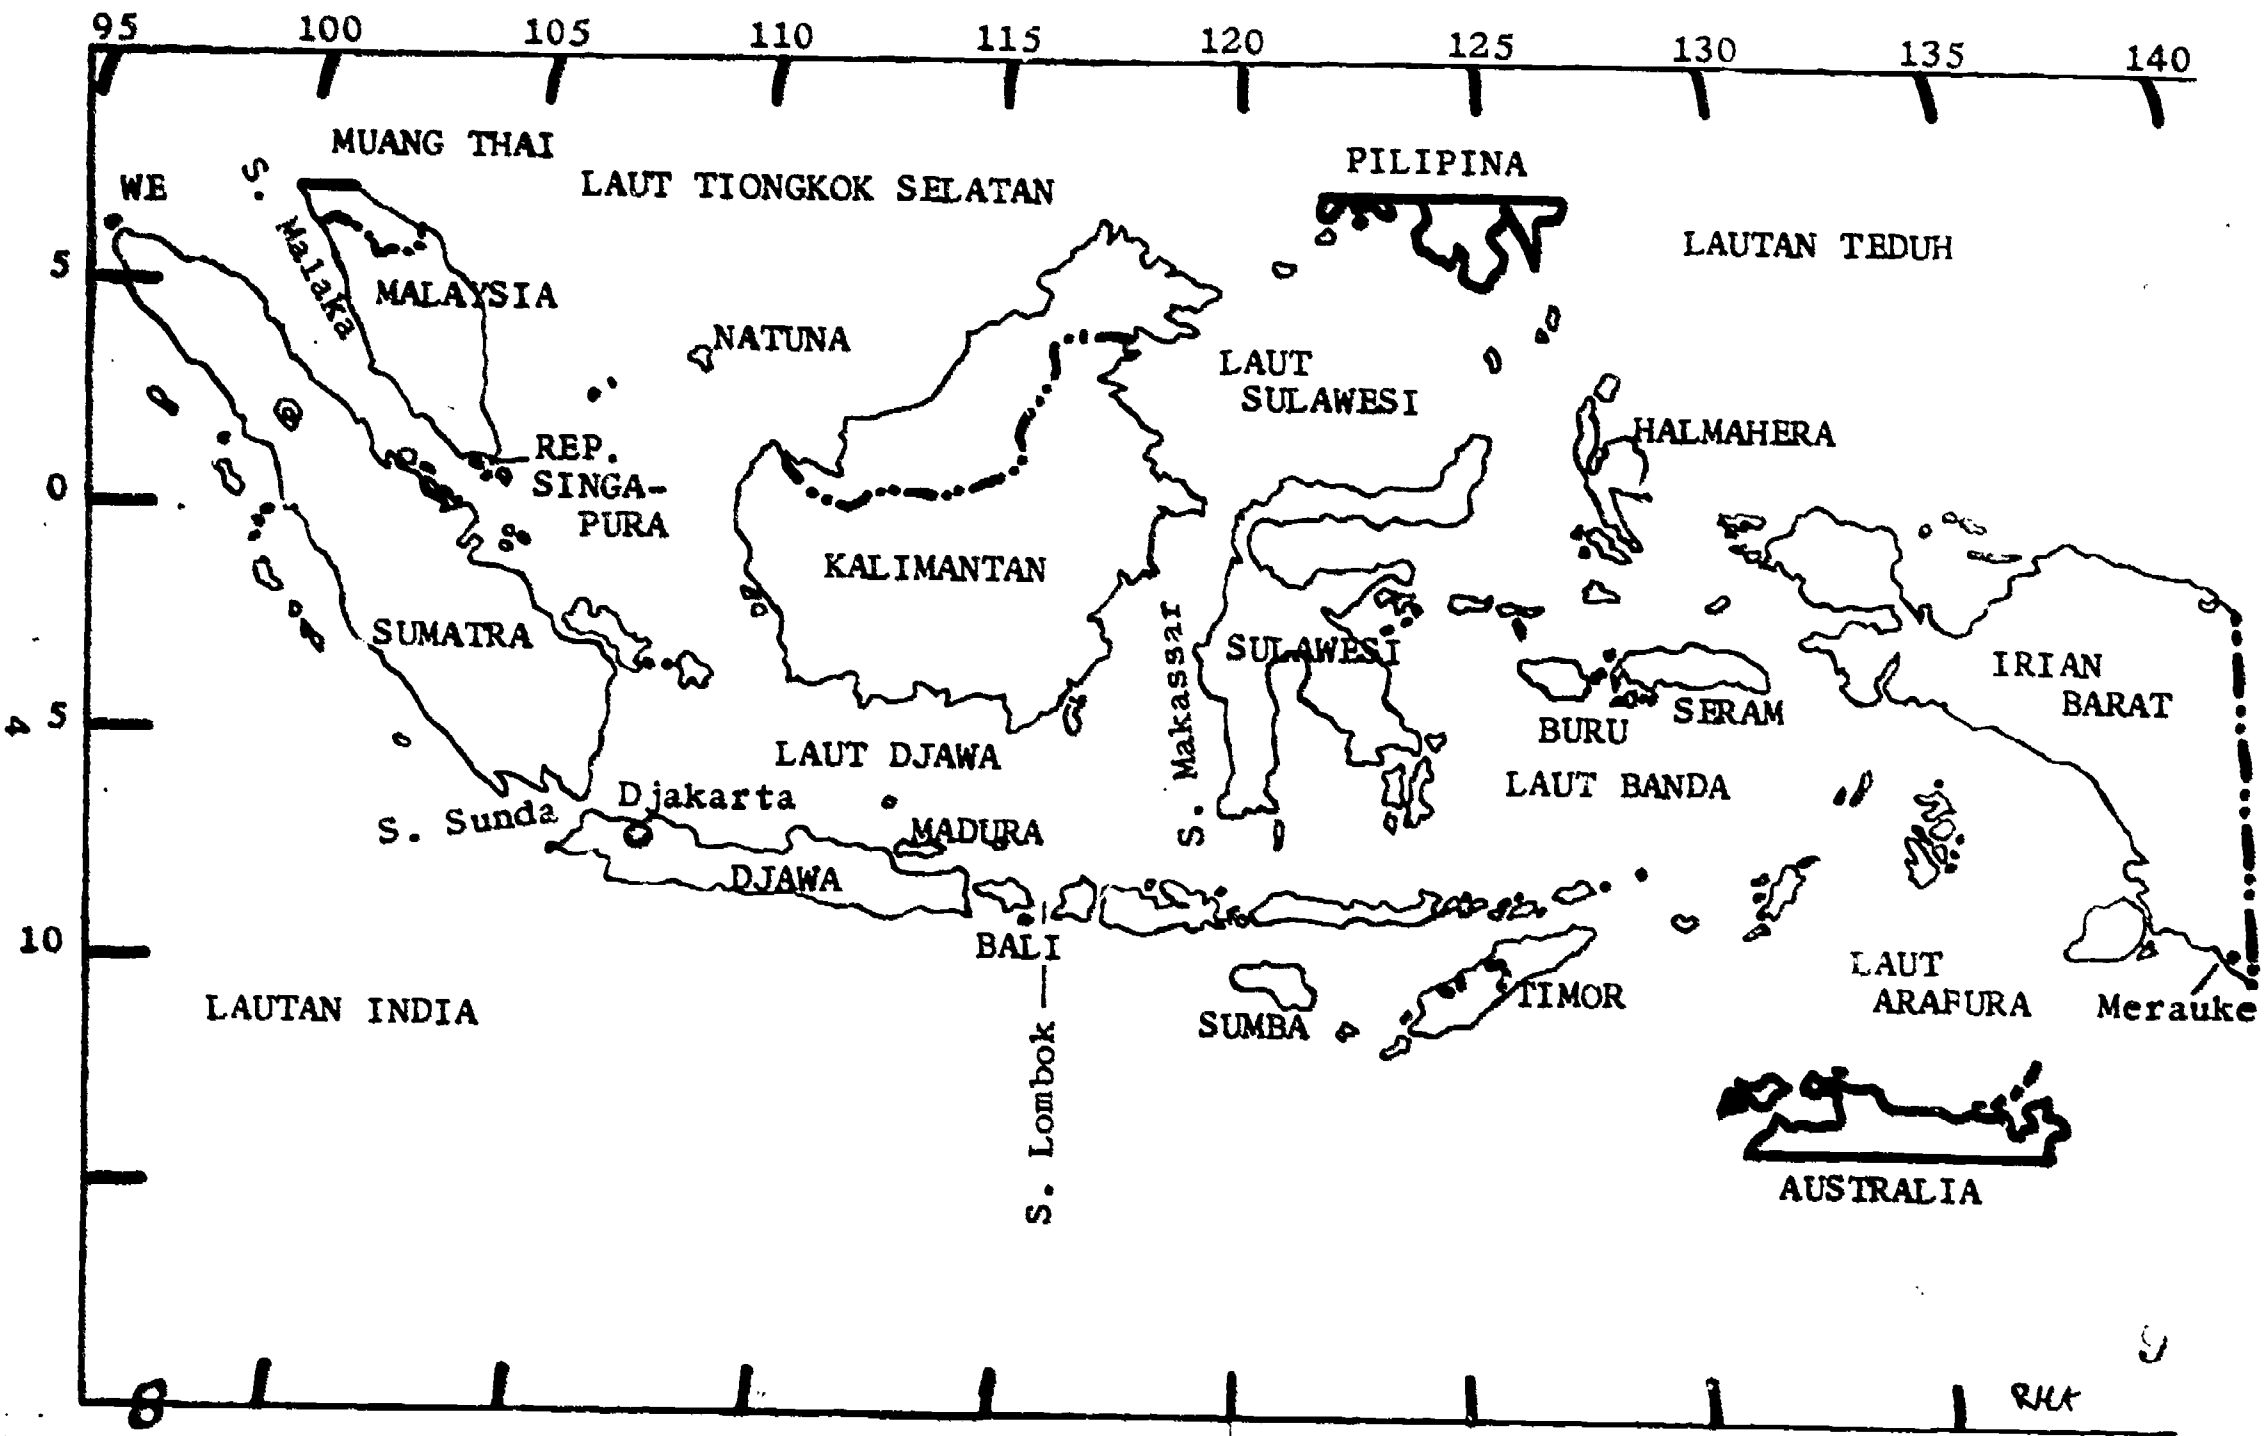 95 100 105 110 115 120 125 130 135 140
MUANG THAI
PILIPINA
WE
S. Malaka
LAUT TIONGKOK SELATAN
LAUTAN TEDUH
5
MALAYSIA
NATUNA
LAUT
SULAWESI
HALMAHERA
REP.
SINGA-
PURA
0
KALIMANTAN
SUMATRA
SULAWESI
IRIAN
BARAT
S. Makassar
SERAM
BURU
4
5
LAUT DJAWA
LAUT BANDA
Djakarta
S. Sunda
MADURA
DJAWA
10
BALI
LAUT
ARAFURA
LAUTAN INDIA
SUMBA
TIMOR
Merauke
S. Lombok
AUSTRALIA
8
RHK